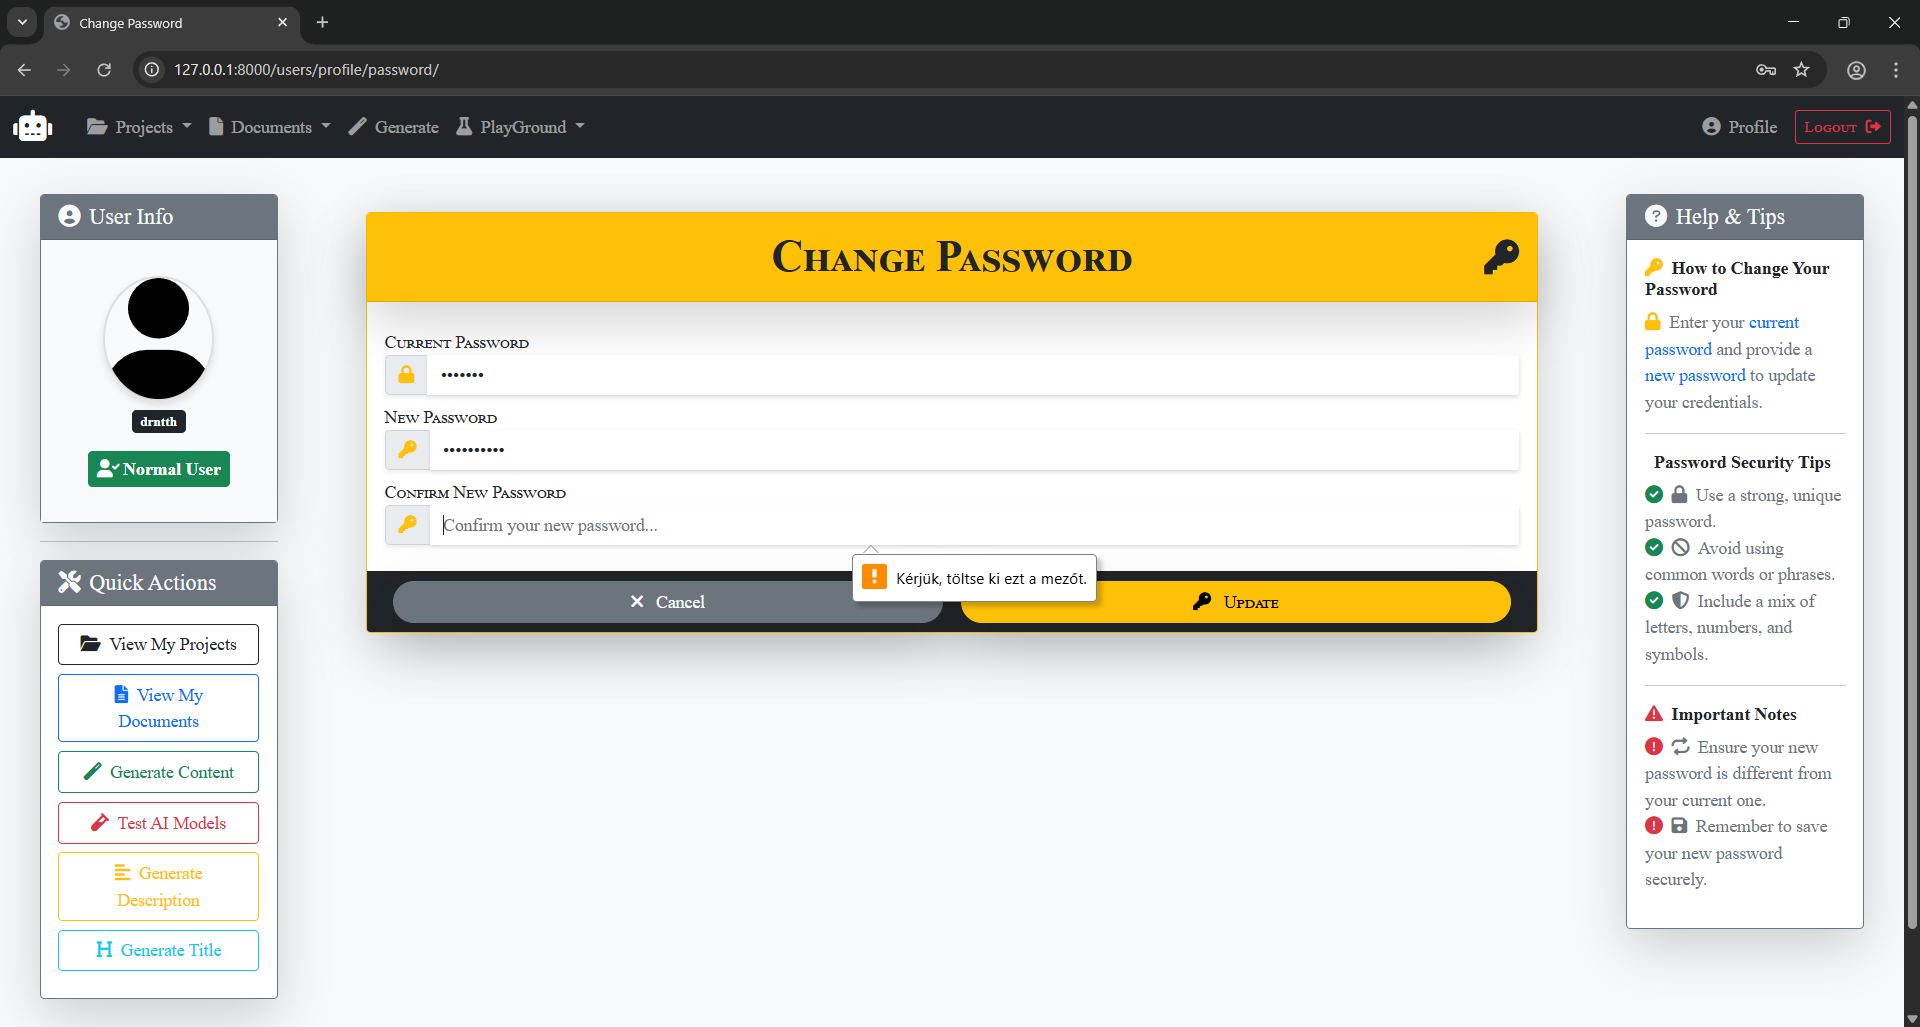 Change Password
127.0.0.1:8000/users/profile/password/
Projects Documents Generate PlayGround Profile Logout
User Info
drntth
Normal User
Quick Actions
View My Projects
View My
Documents
Generate Content
Test AI Models
Generate
Description
Generate Title
Change Password
Current Password
•••••••
New Password
••••••••••
Confirm New Password
Confirm your new password...
Kérjük, töltse ki ezt a mezőt.
Cancel
Update
Help & Tips
How to Change Your
Password
Enter your current
password and provide a
new password to update
your credentials.
Password Security Tips
Use a strong, unique
password.
Avoid using
common words or phrases.
Include a mix of
letters, numbers, and
symbols.
Important Notes
Ensure your new
password is different from
your current one.
Remember to save
your new password
securely.